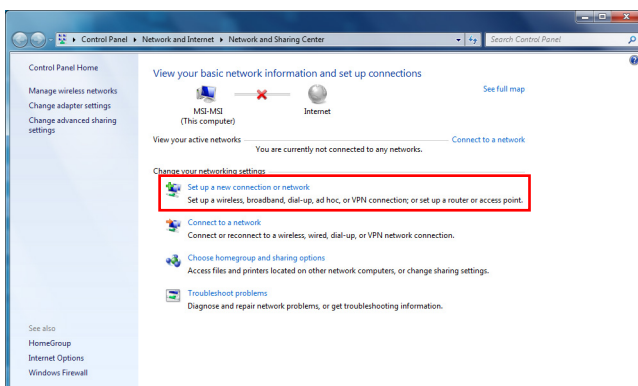 Control Panel ▸ Network and Internet ▸ Network and Sharing Center
Search Control Panel
Control Panel Home
Manage wireless networks
Change adapter settings
Change advanced sharing
settings
View your basic network information and set up connections
See full map
MSI-MSI
(This computer)
Internet
View your active networks
Connect to a network
You are currently not connected to any networks.
Change your networking settings
Set up a new connection or network
Set up a wireless, broadband, dial-up, ad hoc, or VPN connection; or set up a router or access point.
Connect to a network
Connect or reconnect to a wireless, wired, dial-up, or VPN network connection.
Choose homegroup and sharing options
Access files and printers located on other network computers, or change sharing settings.
Troubleshoot problems
Diagnose and repair network problems, or get troubleshooting information.
See also
HomeGroup
Internet Options
Windows Firewall